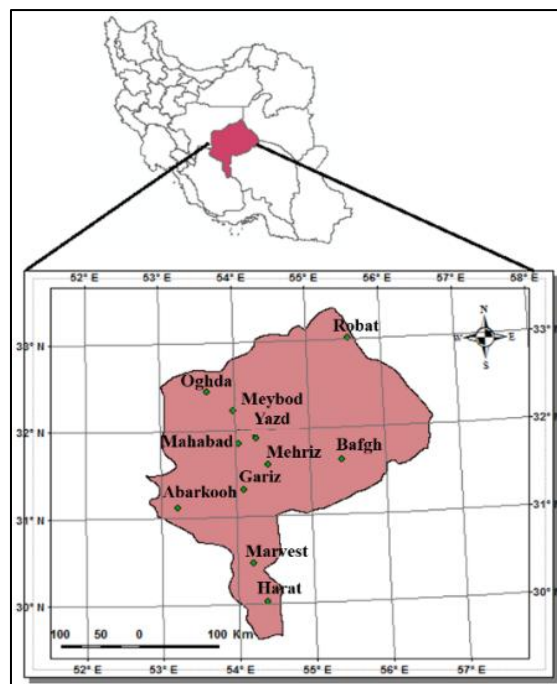 52° E 53° E 54° E 55° E 56° E 57° E 58° E
N
W E
S
33° N 33° N
Robat
Oghda
Meybod
Yazd
32° N 32° N
Mahabad
Mehriz
Bafgh
Gariz
Abarkooh
31° N 31° N
Marvest
Harat
30° N 30° N
100 50 0 100 Km
52° E 53° E 54° E 55° E 56° E 57° E